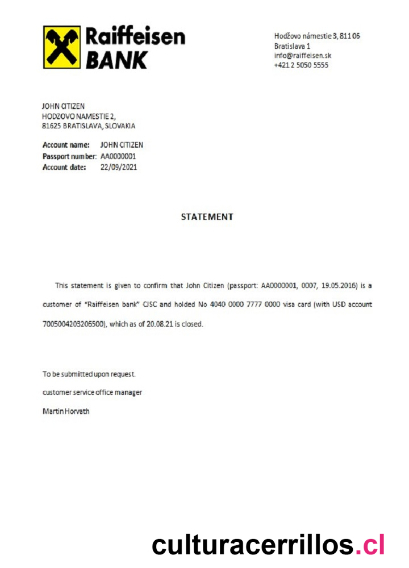 Raiffeisen
BANK
Hodžovo námestie 3, 811 06
Bratislava 1
info@raiffeisen.sk
+421 2 5050 5555
JOHN CITIZEN
HODZOVO NAMESTIE 2,
81625 BRATISLAVA, SLOVAKIA
Account name: JOHN CITIZEN
Passport number: AA0000001
Account date: 22/09/2021
STATEMENT
This statement is given to confirm that John Citizen (passport: AA0000001, 0007, 19.05.2016) is a
customer of “Raiffeisen bank” CJSC and holded No 4040 0000 7777 0000 visa card (with USD account
7005004203205500), which as of 20.08.21 is closed.
To be submitted upon request.
customer service office manager
Martin Horvath
culturacerrillos.cl